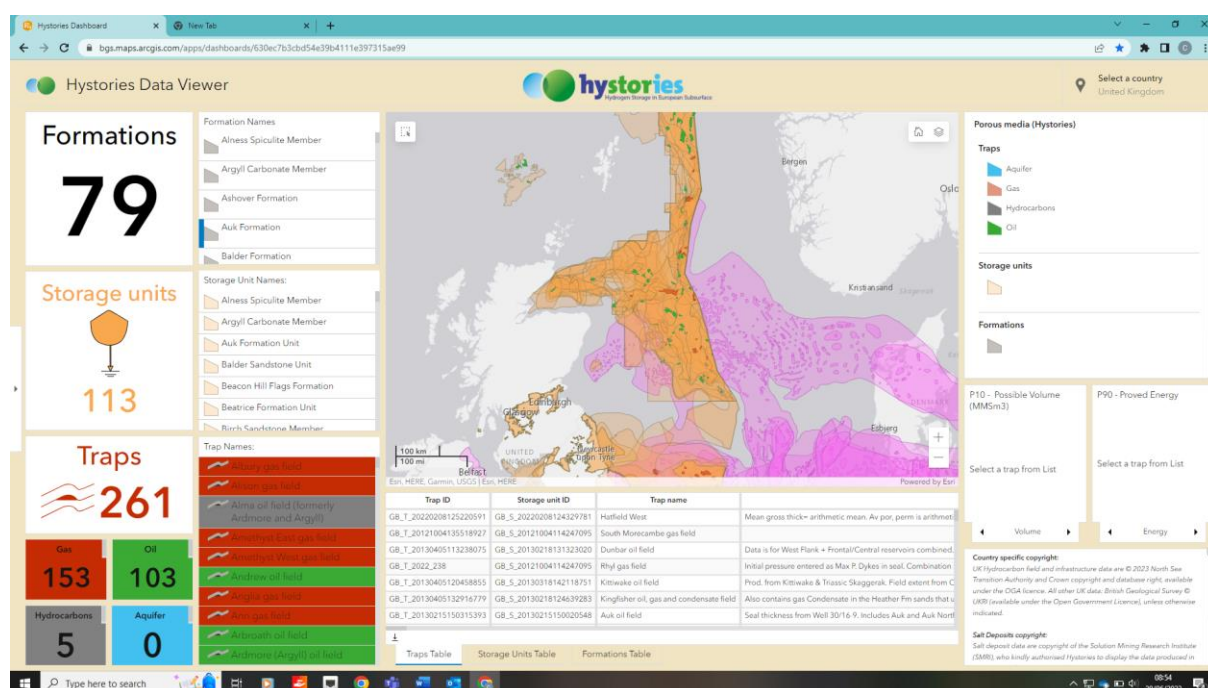 Hystories Dashboard
New Tab
bgs.maps.arcgis.com/apps/dashboards/630ec7b3cbd54e39b4111e397315ae99
Hystories Data Viewer
hystories
Hydrogen Storage in European Subsurface
Select a country
United Kingdom
Formations
79
Formation Names
Alness Spiculite Member
Argyll Carbonate Member
Ashover Formation
Auk Formation
Balder Formation
Storage units
113
Storage Unit Names:
Alness Spiculite Member
Argyll Carbonate Member
Auk Formation Unit
Balder Sandstone Unit
Beacon Hill Flags Formation
Beatrice Formation Unit
Birch Sandstone Member
Traps
261
Gas
153
Oil
103
Hydrocarbons
5
Aquifer
0
Trap Names:
Albury gas field
Alison gas field
Alma oil field (formerly
Ardmore and Argyll)
Amethyst East gas field
Amethyst West gas field
Andrew oil field
Anglia gas field
Ann gas field
Arbroath oil field
Ardmore (Argyll) oil field
Bergen
Oslo
Kristiansand
Skagerrak
DENMARK
Esbjerg
Edinburgh
Glasgow
UNITED
KINGDOM
Newcastle
upon Tyne
Belfast
100 km
100 mi
Esri, HERE, Garmin, USGS | Esri, HERE
Powered by Esri
Trap ID
Storage unit ID
Trap name
GB_T_20220208125220591 GB_S_20220208124329781 Hatfield West Mean gross thick= arithmetic mean. Av por, perm is arithmeti
GB_T_20121004135518927 GB_S_20121004114247095 South Morecambe gas field
GB_T_20130405113238075 GB_S_20130218131323020 Dunbar oil field Data is for West Flank + Frontal/Central reservoirs combined.
GB_T_2022_238 GB_S_20121004114247095 Rhyl gas field Initial pressure entered as Max P. Dykes in seal. Combination
GB_T_20130405120458855 GB_S_20130318142118751 Kittiwake oil field Prod. from Kittiwake & Triassic Skaggerak. Field extent from C
GB_T_20130405132916779 GB_S_20130218124639283 Kingfisher oil, gas and condensate field Also contains gas Condensate in the Heather Fm sands that u
GB_T_20130215150315393 GB_S_20130215150020548 Auk oil field Seal thickness from Well 30/16-9. Includes Auk and Auk North
Traps Table
Storage Units Table
Formations Table
Porous media (Hystories)
Traps
Aquifer
Gas
Hydrocarbons
Oil
Storage units
Formations
P10 - Possible Volume
(MMSm3)
Select a trap from List
Volume
P90 - Proved Energy
Select a trap from List
Energy
Country specific copyright:
UK Hydrocarbon field and infrastructure data are © 2023 North Sea
Transition Authority and Crown copyright and database right, available
under the OGA licence. All other UK data: British Geological Survey ©
UKRI (available under the Open Government Licence), unless otherwise
indicated.
Salt Deposits copyright:
Salt deposit data are copyright of the Solution Mining Research Institute
(SMRI), who kindly authorised Hystories to display the data produced in
Type here to search
08:54